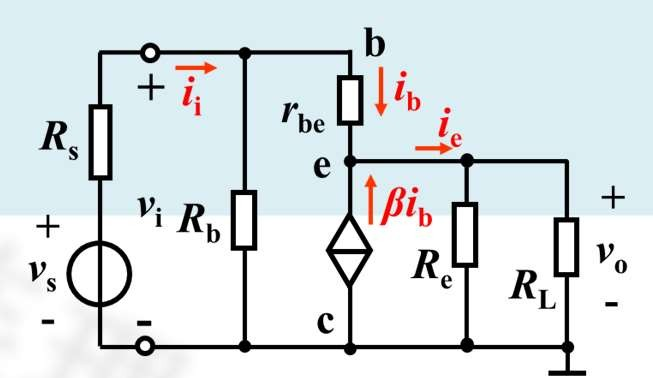 b
+
i_i
r_be
i_b
R_s
i_e
e
+
v_i
R_b
βi_b
+
v_s
R_e
R_L
v_o
-
-
c
-